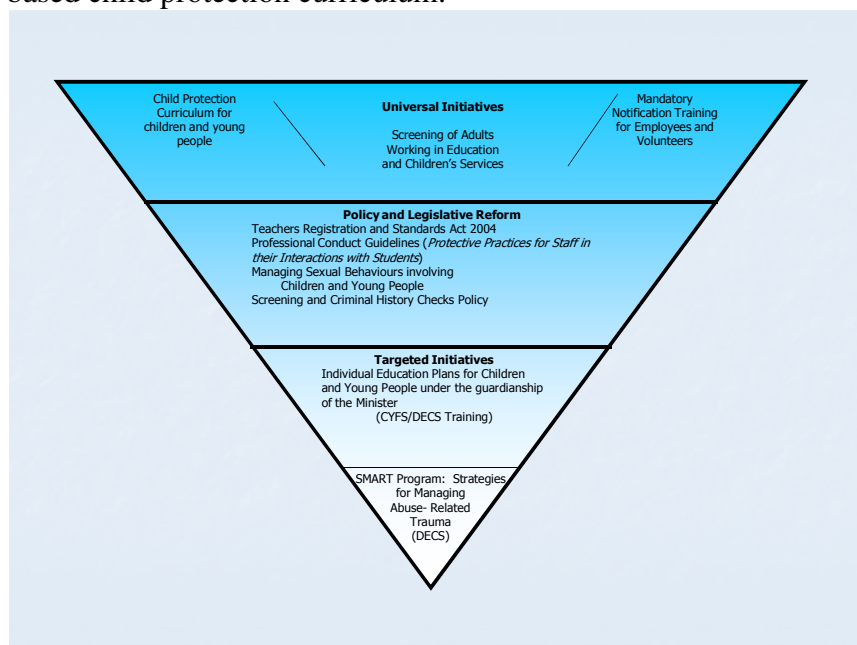 based child protection curriculum.
Child Protection
Curriculum for
children and young
people
Universal Initiatives
Screening of Adults
Working in Education
and Children's Services
Mandatory
Notification Training
for Employees and
Volunteers
Policy and Legislative Reform
Teachers Registration and Standards Act 2004
Professional Conduct Guidelines (Protective Practices for Staff in
their Interactions with Students)
Managing Sexual Behaviours involving
Children and Young People
Screening and Criminal History Checks Policy
Targeted Initiatives
Individual Education Plans for Children
and Young People under the guardianship
of the Minister
(CYFS/DECS Training)
SMART Program: Strategies
for Managing
Abuse- Related
Trauma
(DECS)